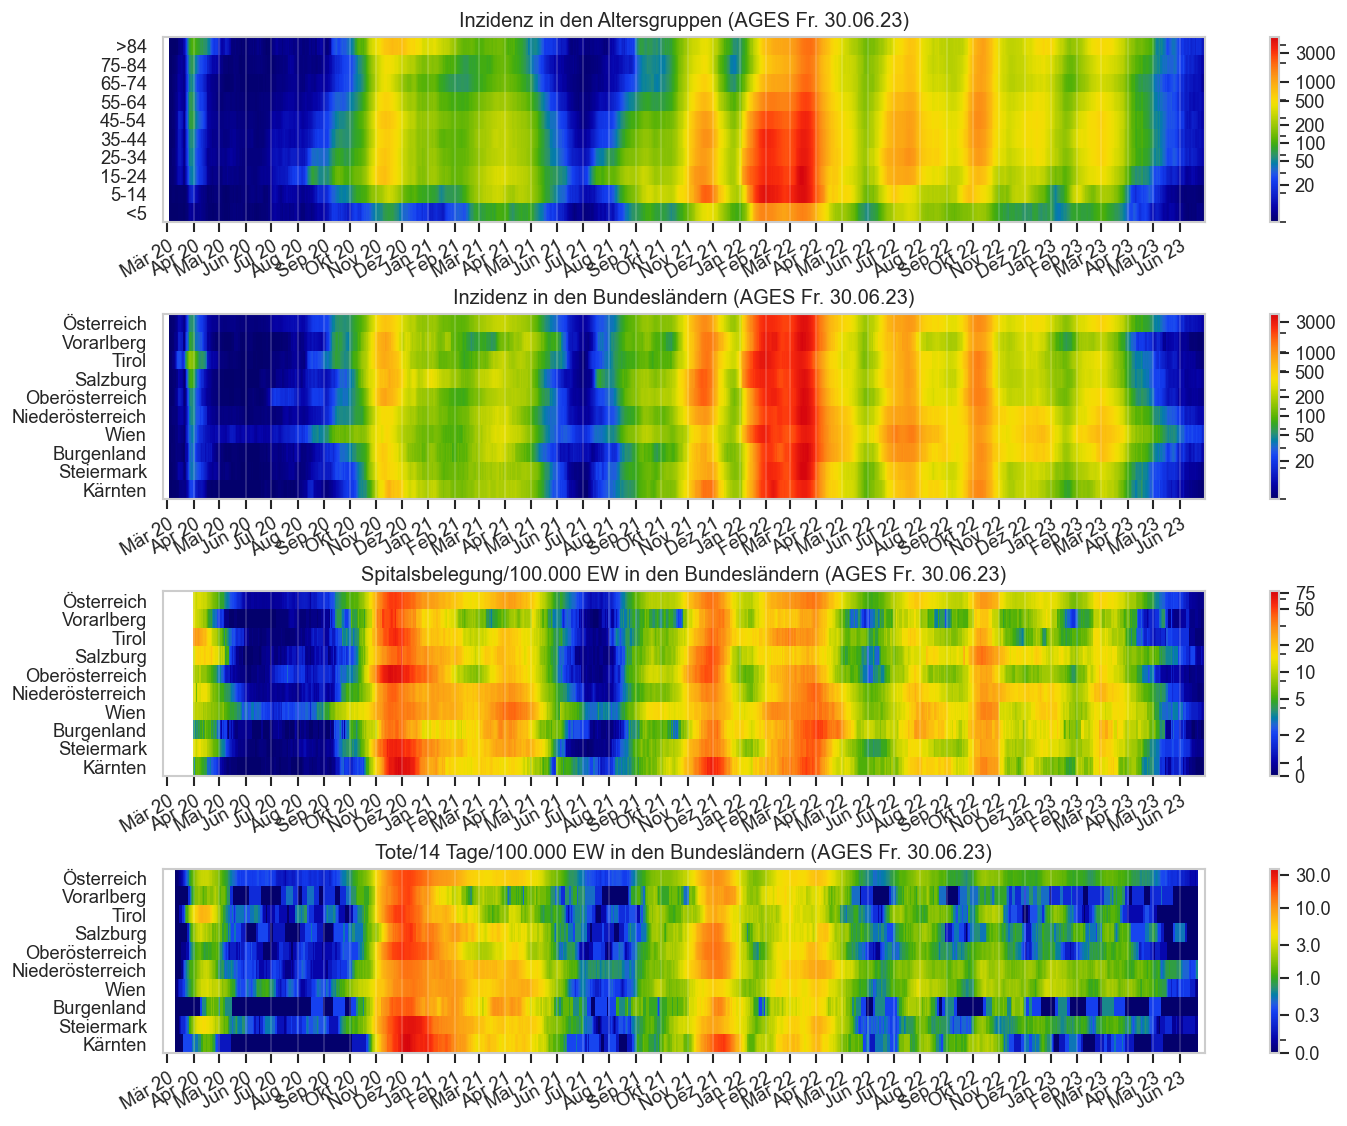 Inzidenz in den Altersgruppen (AGES Fr. 30.06.23)
>84
75-84
65-74
55-64
45-54
35-44
25-34
15-24
5-14
<5
3000
1000
500
200
100
50
20
Mär 20 Apr 20 Mai 20 Jun 20 Jul 20 Aug 20 Sep 20 Okt 20 Nov 20 Dez 20 Jan 21 Feb 21 Mär 21 Apr 21 Mai 21 Jun 21 Jul 21 Aug 21 Sep 21 Okt 21 Nov 21 Dez 21 Jan 22 Feb 22 Mär 22 Apr 22 Mai 22 Jun 22 Jul 22 Aug 22 Sep 22 Okt 22 Nov 22 Dez 22 Jan 23 Feb 23 Mär 23 Apr 23 Mai 23 Jun 23
Inzidenz in den Bundesländern (AGES Fr. 30.06.23)
Österreich
Vorarlberg
Tirol
Salzburg
Oberösterreich
Niederösterreich
Wien
Burgenland
Steiermark
Kärnten
3000
1000
500
200
100
50
20
Mär 20 Apr 20 Mai 20 Jun 20 Jul 20 Aug 20 Sep 20 Okt 20 Nov 20 Dez 20 Jan 21 Feb 21 Mär 21 Apr 21 Mai 21 Jun 21 Jul 21 Aug 21 Sep 21 Okt 21 Nov 21 Dez 21 Jan 22 Feb 22 Mär 22 Apr 22 Mai 22 Jun 22 Jul 22 Aug 22 Sep 22 Okt 22 Nov 22 Dez 22 Jan 23 Feb 23 Mär 23 Apr 23 Mai 23 Jun 23
Spitalsbelegung/100.000 EW in den Bundesländern (AGES Fr. 30.06.23)
Österreich
Vorarlberg
Tirol
Salzburg
Oberösterreich
Niederösterreich
Wien
Burgenland
Steiermark
Kärnten
75
50
20
10
5
2
1
0
Mär 20 Apr 20 Mai 20 Jun 20 Jul 20 Aug 20 Sep 20 Okt 20 Nov 20 Dez 20 Jan 21 Feb 21 Mär 21 Apr 21 Mai 21 Jun 21 Jul 21 Aug 21 Sep 21 Okt 21 Nov 21 Dez 21 Jan 22 Feb 22 Mär 22 Apr 22 Mai 22 Jun 22 Jul 22 Aug 22 Sep 22 Okt 22 Nov 22 Dez 22 Jan 23 Feb 23 Mär 23 Apr 23 Mai 23 Jun 23
Tote/14 Tage/100.000 EW in den Bundesländern (AGES Fr. 30.06.23)
Österreich
Vorarlberg
Tirol
Salzburg
Oberösterreich
Niederösterreich
Wien
Burgenland
Steiermark
Kärnten
30.0
10.0
3.0
1.0
0.3
0.0
Mär 20 Apr 20 Mai 20 Jun 20 Jul 20 Aug 20 Sep 20 Okt 20 Nov 20 Dez 20 Jan 21 Feb 21 Mär 21 Apr 21 Mai 21 Jun 21 Jul 21 Aug 21 Sep 21 Okt 21 Nov 21 Dez 21 Jan 22 Feb 22 Mär 22 Apr 22 Mai 22 Jun 22 Jul 22 Aug 22 Sep 22 Okt 22 Nov 22 Dez 22 Jan 23 Feb 23 Mär 23 Apr 23 Mai 23 Jun 23